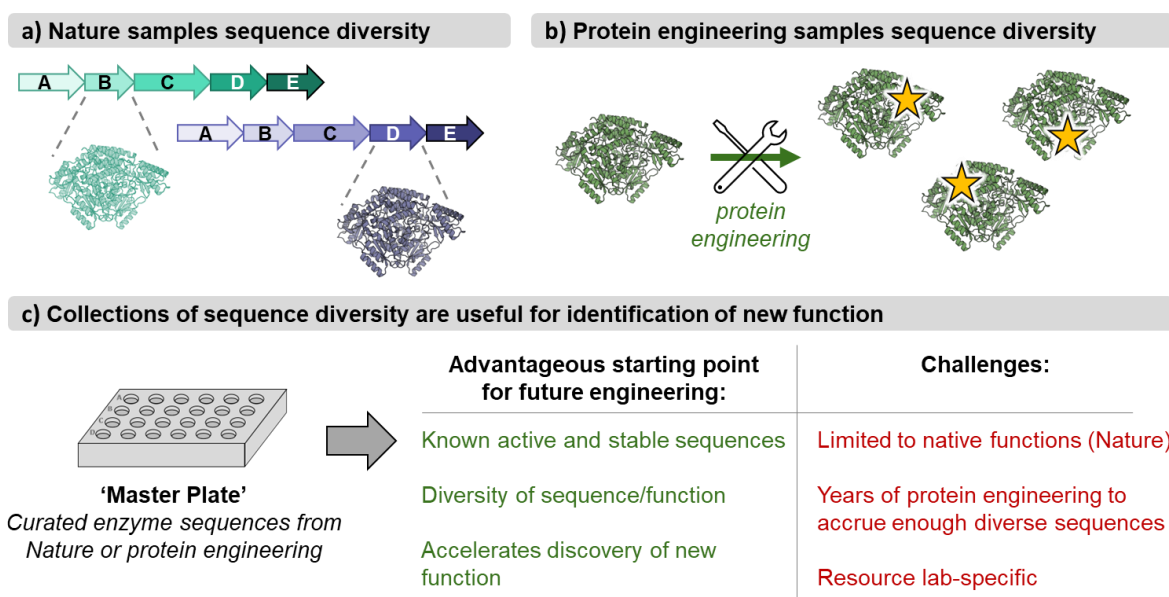 a) Nature samples sequence diversity
A B C D E
A B C D E
b) Protein engineering samples sequence diversity
protein
engineering
c) Collections of sequence diversity are useful for identification of new function
A
B
C
D
‘Master Plate’
Curated enzyme sequences from
Nature or protein engineering
Advantageous starting point
for future engineering:
Known active and stable sequences
Diversity of sequence/function
Accelerates discovery of new
function
Challenges:
Limited to native functions (Nature)
Years of protein engineering to
accrue enough diverse sequences
Resource lab-specific